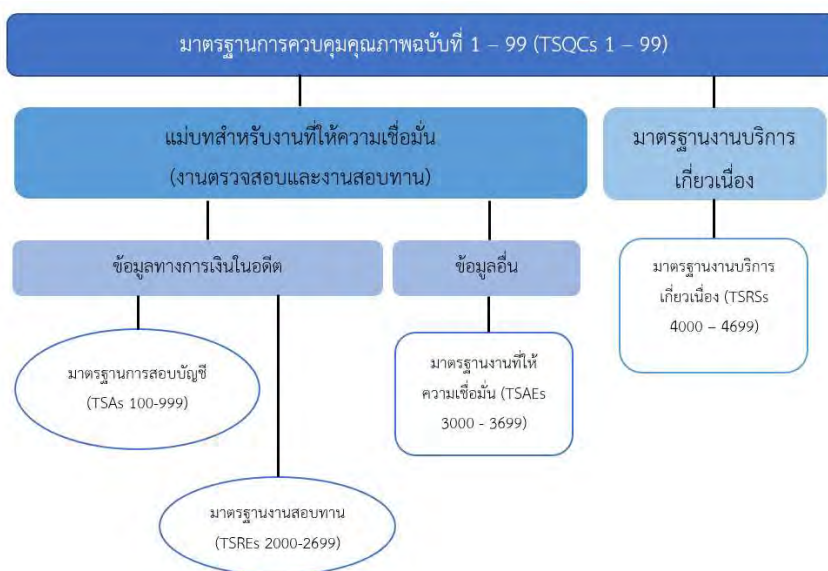 มาตรฐานการควบคุมคุณภาพฉบับที่ 1 – 99 (TSQCs 1 – 99)
แม่บทสำหรับงานที่ให้ความเชื่อมั่น
(งานตรวจสอบและงานสอบทาน)
มาตรฐานงานบริการ
เกี่ยวเนื่อง
ข้อมูลทางการเงินในอดีต
ข้อมูลอื่น
มาตรฐานงานบริการ
เกี่ยวเนื่อง (TSRSs
4000 – 4699)
มาตรฐานการสอบบัญชี
(TSAs 100-999)
มาตรฐานงานที่ให้
ความเชื่อมั่น (TSAEs
3000 - 3699)
มาตรฐานงานสอบทาน
(TSREs 2000-2699)